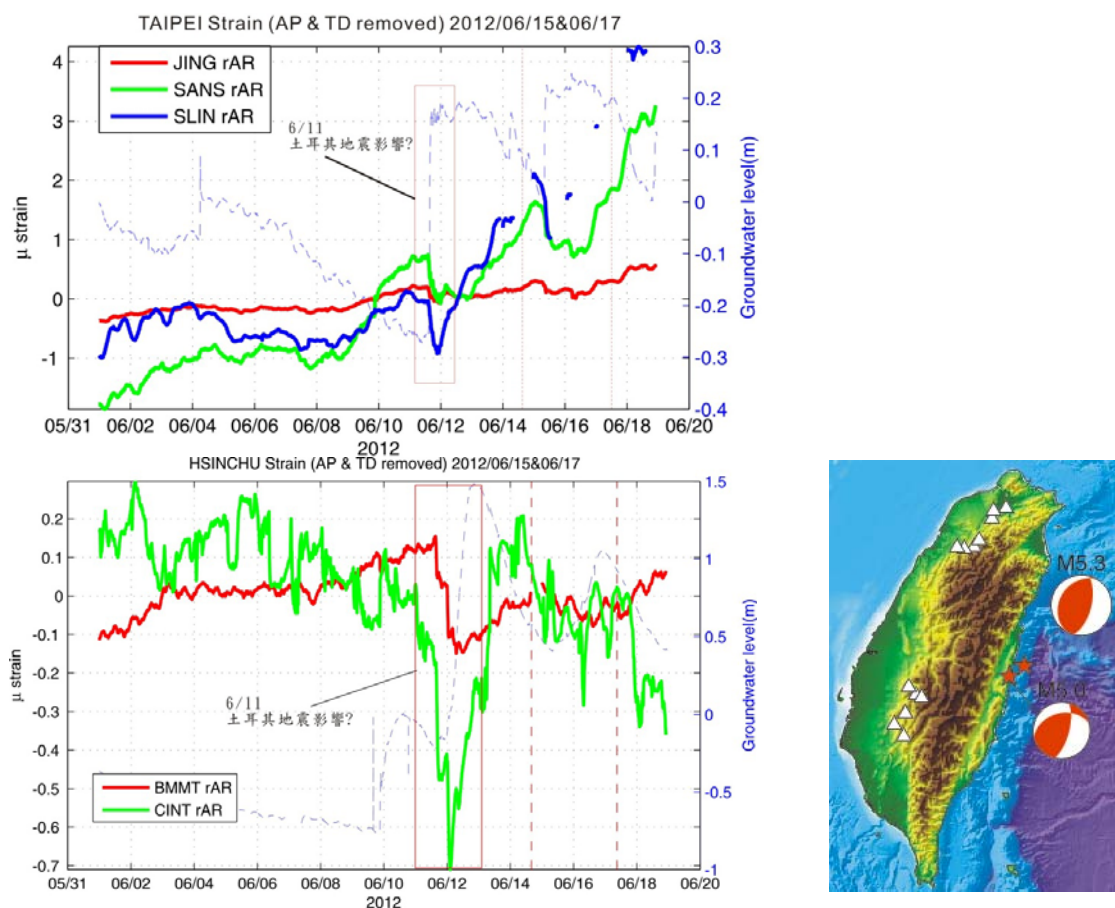 TAIPEI Strain (AP & TD removed) 2012/06/15&06/17
JING rAR
SANS rAR
SLIN rAR
6/11
土耳其地震影響?
4
3
2
1
0
-1
μ strain
0.3
0.2
0.1
0
-0.1
-0.2
-0.3
-0.4
Groundwater level(m)
05/31 06/02 06/04 06/06 06/08 06/10 06/12 06/14 06/16 06/18 06/20
2012
HSINCHU Strain (AP & TD removed) 2012/06/15&06/17
0.2
0.1
0
-0.1
-0.2
-0.3
-0.4
-0.5
-0.6
-0.7
μ strain
6/11
土耳其地震影響?
BMMT rAR
CINT rAR
1.5
1
0.5
0
-0.5
-1
Groundwater level(m)
05/31 06/02 06/04 06/06 06/08 06/10 06/12 06/14 06/16 06/18 06/20
2012
M5.3
M5.0